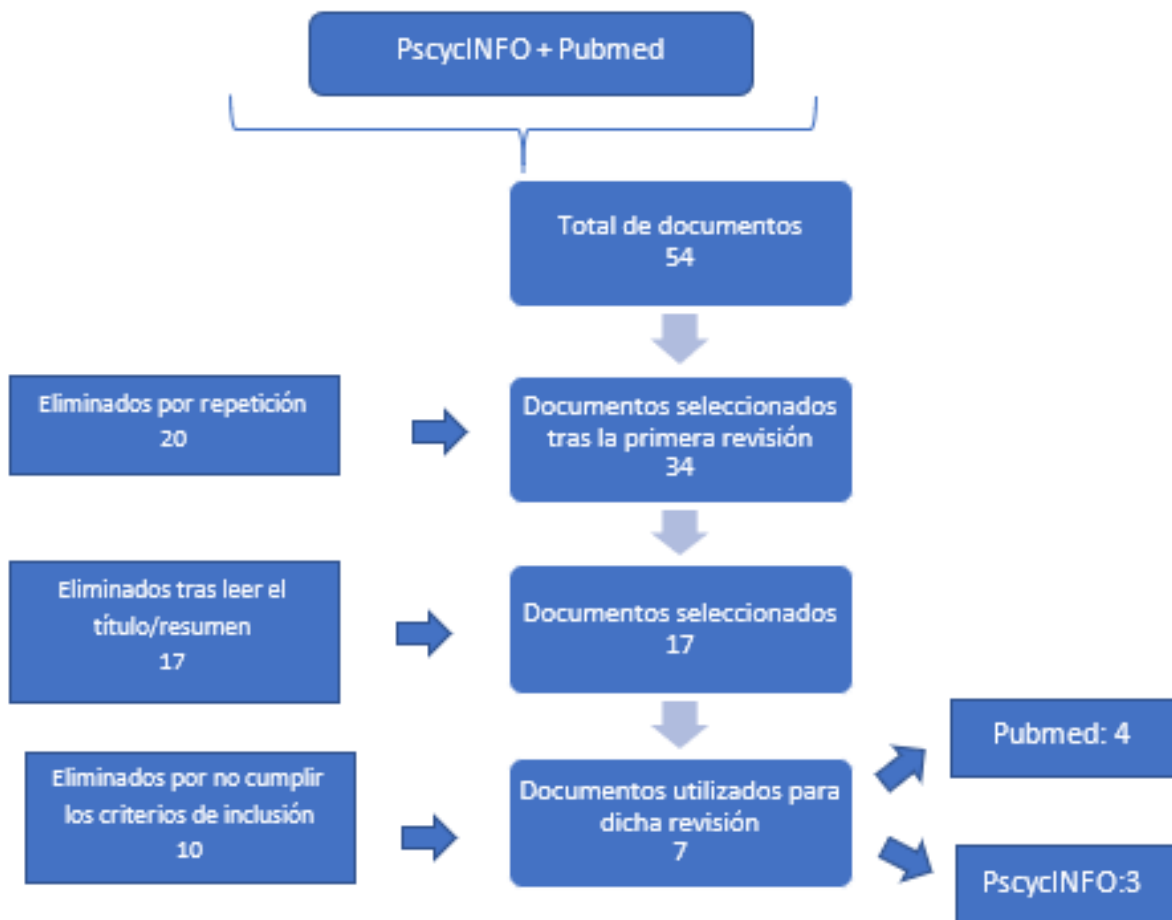 PscycINFO + Pubmed
Total de documentos
54
Eliminados por repetición
20
Documentos seleccionados
tras la primera revisión
34
Eliminados tras leer el
título/resumen
17
Documentos seleccionados
17
Eliminados por no cumplir
los criterios de inclusión
10
Documentos utilizados para
dicha revisión
7
Pubmed: 4
PscycINFO:3